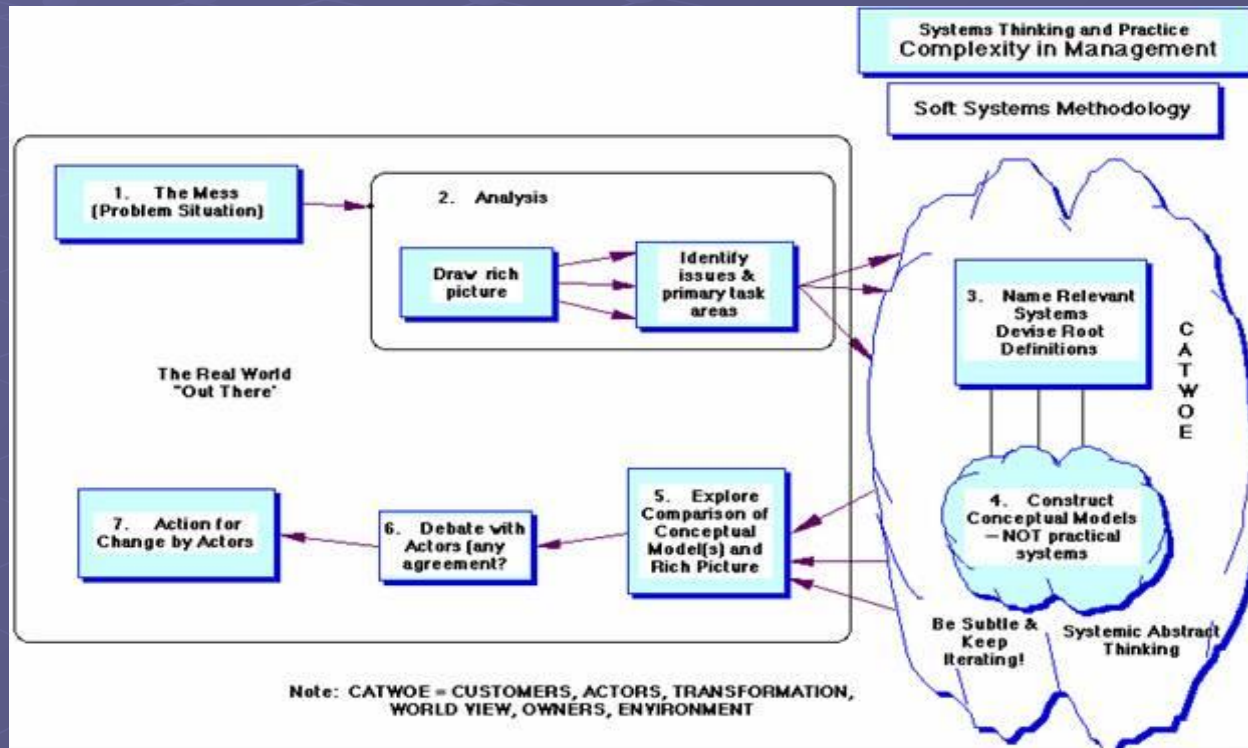 Systems Thinking and Practice
Complexity in Management
Soft Systems Methodology
1. The Mess
(Problem Situation)
2. Analysis
Draw rich
picture
Identify
issues &
primary task
areas
3. Name Relevant
Systems
Devise Root
Definitions
C
A
T
W
O
E
The Real World
"Out There"
4. Construct
Conceptual Models
—NOT practical
systems
5. Explore
Comparison of
Conceptual
Model(s) and
Rich Picture
6. Debate with
Actors (any
agreement?
7. Action for
Change by Actors
Be Subtle &
Keep
Iterating!
Systemic Abstract
Thinking
Note: CATWOE = CUSTOMERS, ACTORS, TRANSFORMATION,
WORLD VIEW, OWNERS, ENVIRONMENT